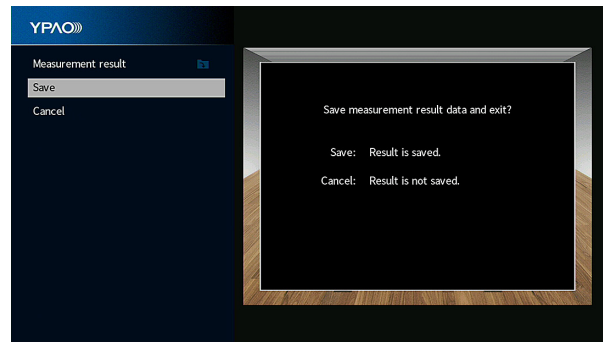 YPAO
Measurement result
Save
Cancel
Save measurement result data and exit?
Save: Result is saved.
Cancel: Result is not saved.